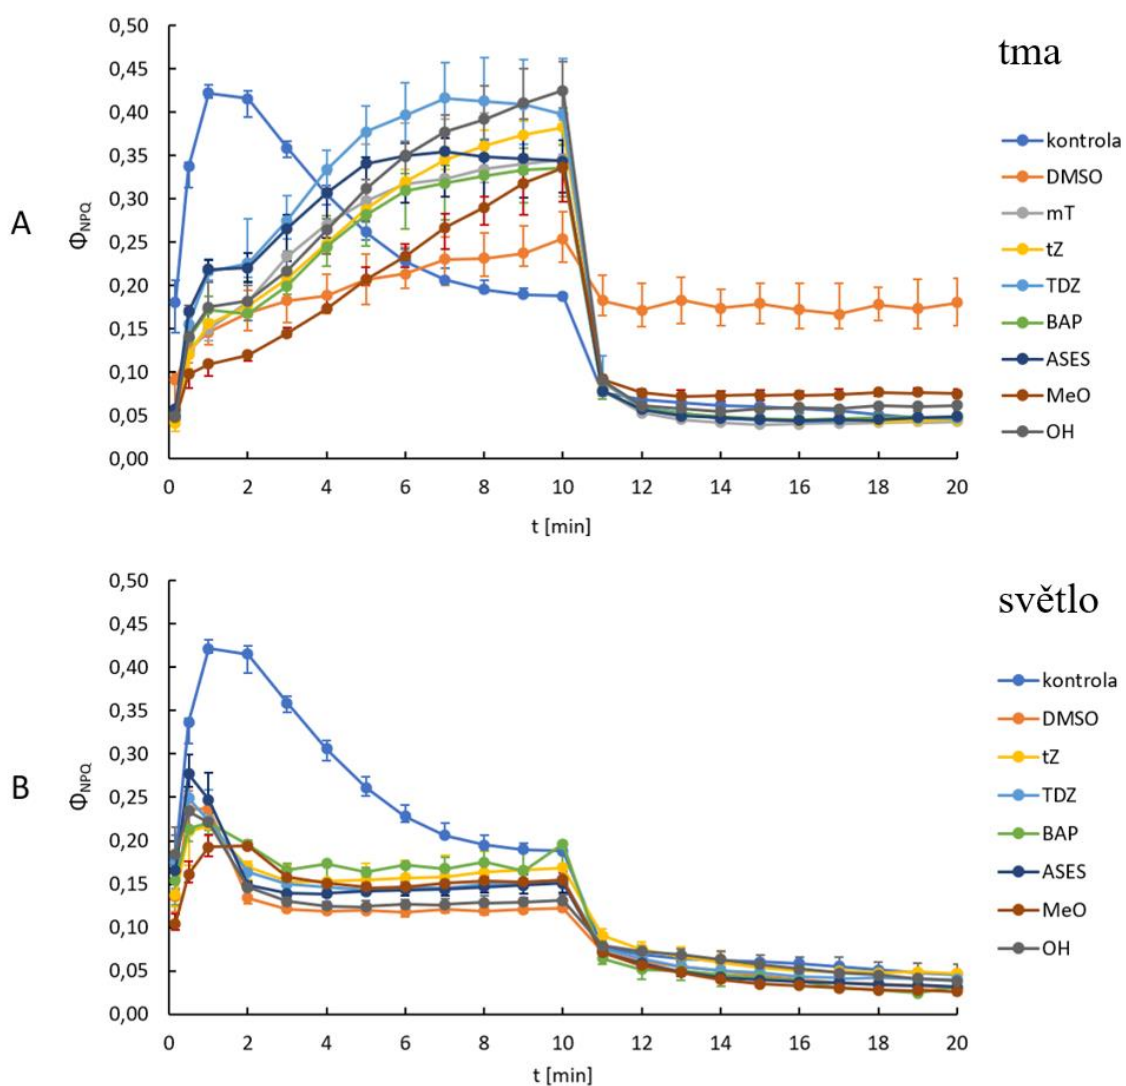 A
ΦNPQ
0,50
0,45
0,40
0,35
0,30
0,25
0,20
0,15
0,10
0,05
0,00
0 2 4 6 8 10 12 14 16 18 20
t [min]
tma
kontrola
DMSO
mT
tZ
TDZ
BAP
ASES
MeO
OH
B
ΦNPQ
0,50
0,45
0,40
0,35
0,30
0,25
0,20
0,15
0,10
0,05
0,00
0 2 4 6 8 10 12 14 16 18 20
t [min]
světlo
kontrola
DMSO
tZ
TDZ
BAP
ASES
MeO
OH